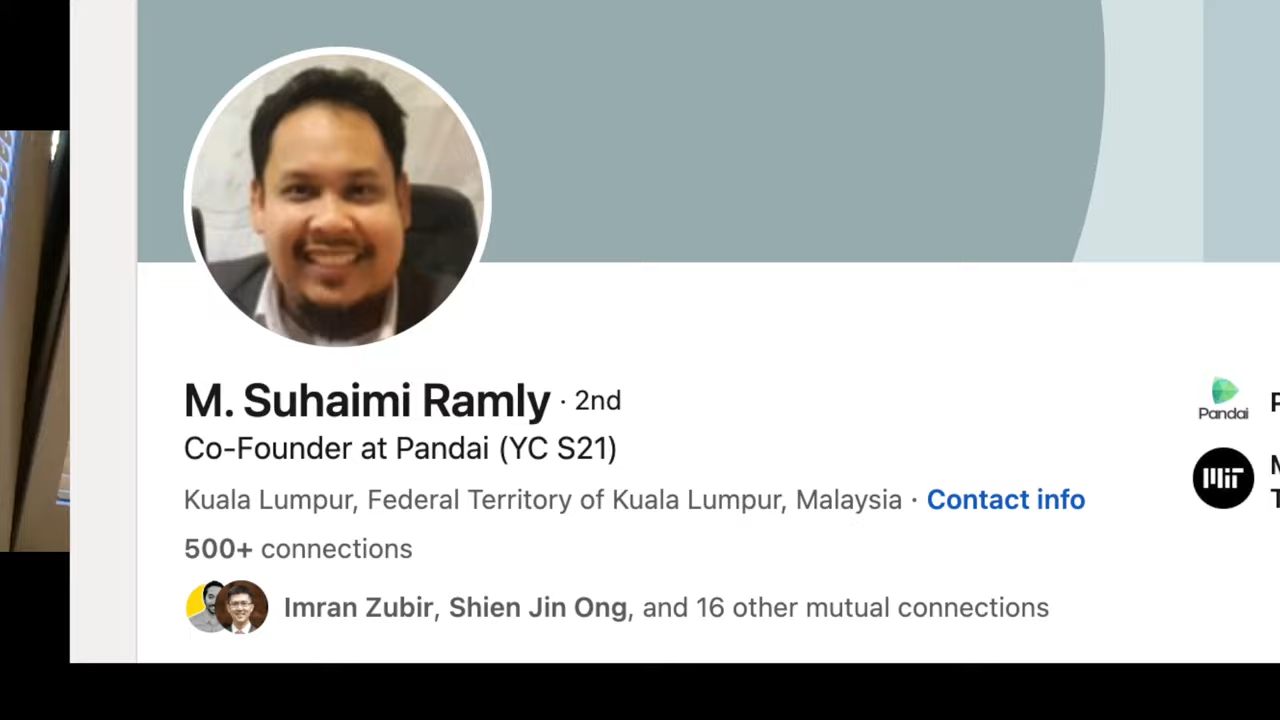 M. Suhaimi Ramly · 2nd
Co-Founder at Pandai (YC S21)
Kuala Lumpur, Federal Territory of Kuala Lumpur, Malaysia · Contact info
500+ connections
Imran Zubir, Shien Jin Ong, and 16 other mutual connections
Pandai
P
MIT
M
T